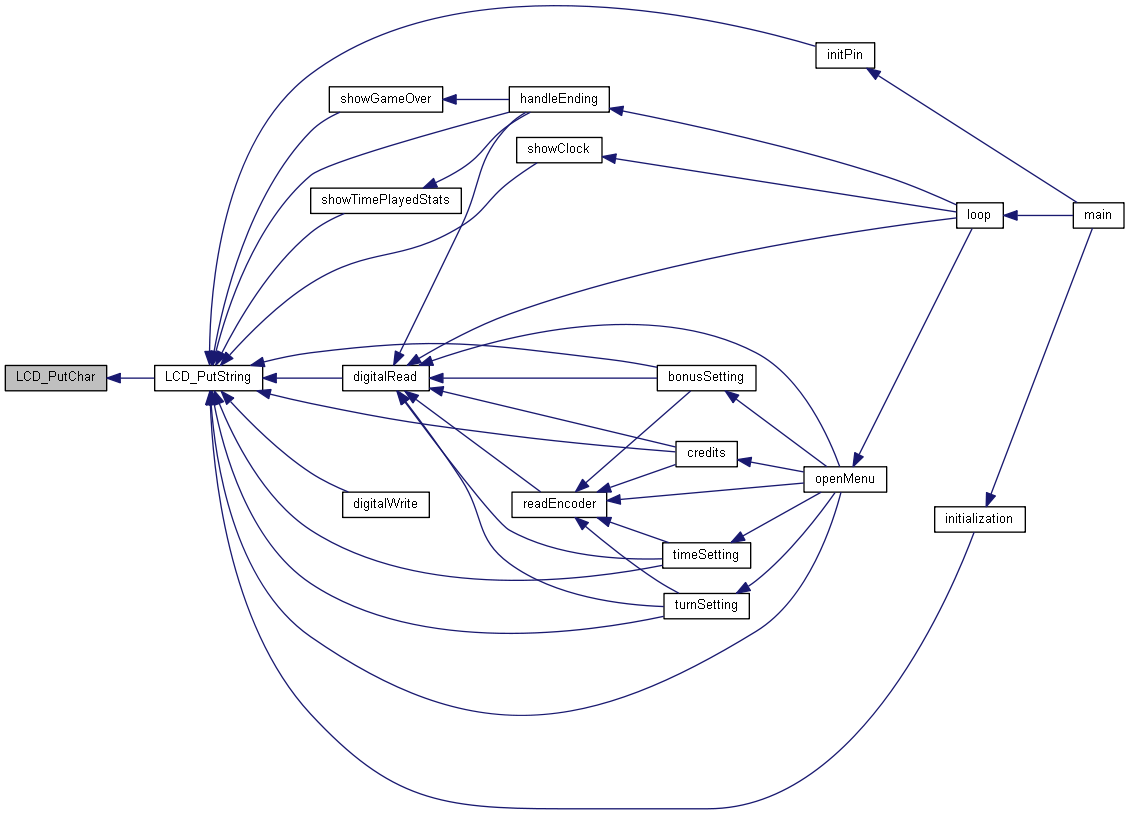 initPin
showGameOver
handleEnding
showClock
showTimePlayedStats
loop
main
LCD_PutChar
LCD_PutString
digitalRead
bonusSetting
credits
openMenu
digitalWrite
readEncoder
initialization
timeSetting
turnSetting